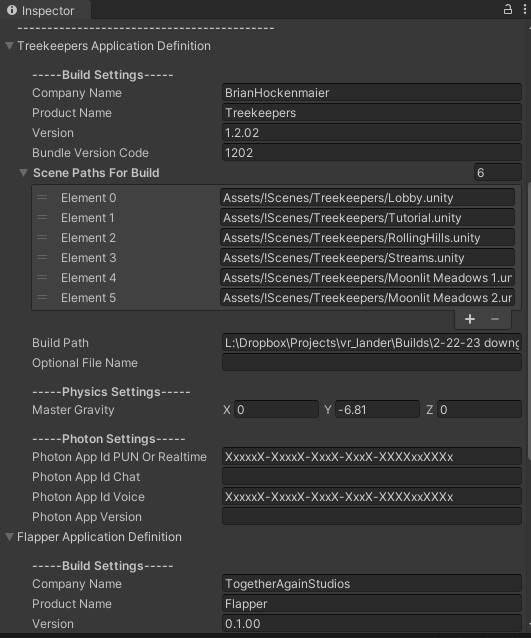 Inspector
-----------------------------------------
Treekeepers Application Definition
-----Build Settings-----
Company Name BrianHockenmaier
Product Name Treekeepers
Version 1.2.02
Bundle Version Code 1202
Scene Paths For Build 6
Element 0 Assets/!Scenes/Treekeepers/Lobby.unity
Element 1 Assets/!Scenes/Treekeepers/Tutorial.unity
Element 2 Assets/!Scenes/Treekeepers/RollingHills.unity
Element 3 Assets/!Scenes/Treekeepers/Streams.unity
Element 4 Assets/!Scenes/Treekeepers/Moonlit Meadows 1.ur
Element 5 Assets/!Scenes/Treekeepers/Moonlit Meadows 2.ur
+ −
Build Path L:\Dropbox\Projects\vr_lander\Builds\2-22-23 downg
Optional File Name
-----Physics Settings-----
Master Gravity X 0 Y -6.81 Z 0
-----Photon Settings-----
Photon App Id PUN Or Realtime XxxxxX-XxxxX-XxxX-XxxX-XXXXxxXXXx
Photon App Id Chat
Photon App Id Voice XxxxxX-XxxxX-XxxX-XxxX-XXXXxxXXXx
Photon App Version
Flapper Application Definition
-----Build Settings-----
Company Name TogetherAgainStudios
Product Name Flapper
Version 0.1.00